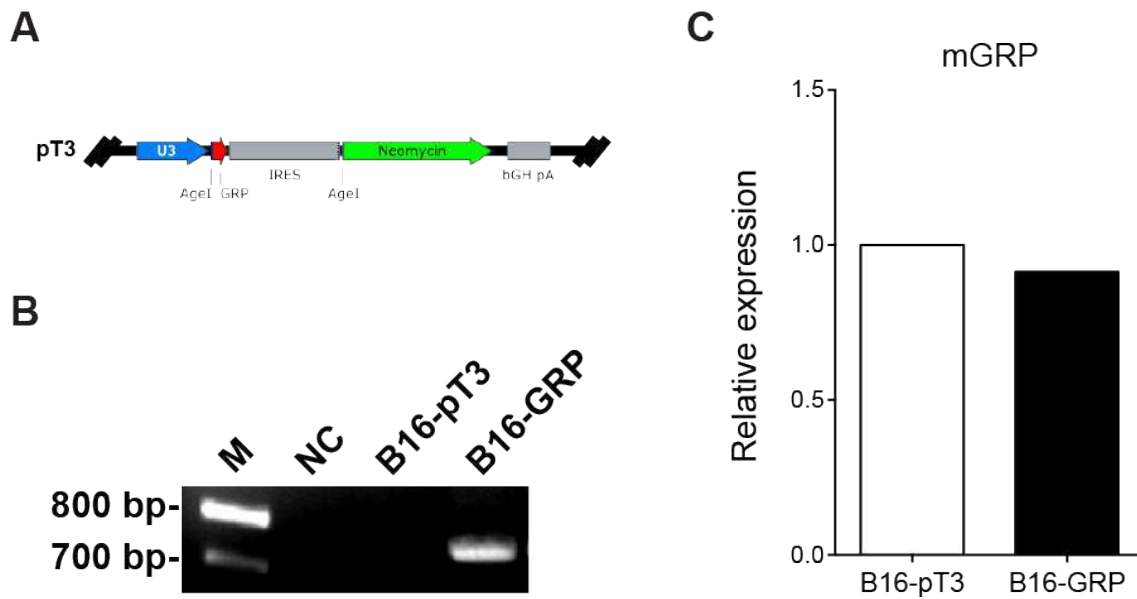 A
pT3
U3
Neomycin
IRES
bGH pA
AgeI
GRP
AgeI
B
M
NC
B16-pT3
B16-GRP
800 bp-
700 bp-
C
mGRP
Relative expression
1.5
1.0
0.5
0.0
B16-pT3
B16-GRP